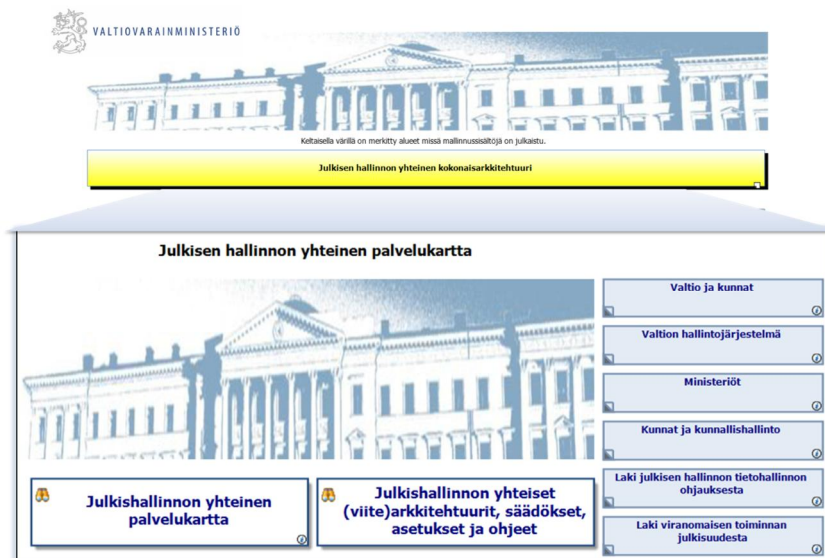 VALTIOVARAINMINISTERIÖ
Keltaisella värillä on merkitty alueet missä mallinnussisältöjä on julkaistu.
Julkisen hallinnon yhteinen kokonaisarkkitehtuuri
Julkisen hallinnon yhteinen palvelukartta
Valtio ja kunnat
Valtion hallintojärjestelmä
Ministeriöt
Kunnat ja kunnallishallinto
Laki julkisen hallinnon tietohallinnon
ohjauksesta
Laki viranomaisen toiminnan
julkisuudesta
Julkishallinnon yhteinen
palvelukartta
Julkishallinnon yhteiset
(viite)arkkitehtuurit, säädökset,
asetukset ja ohjeet